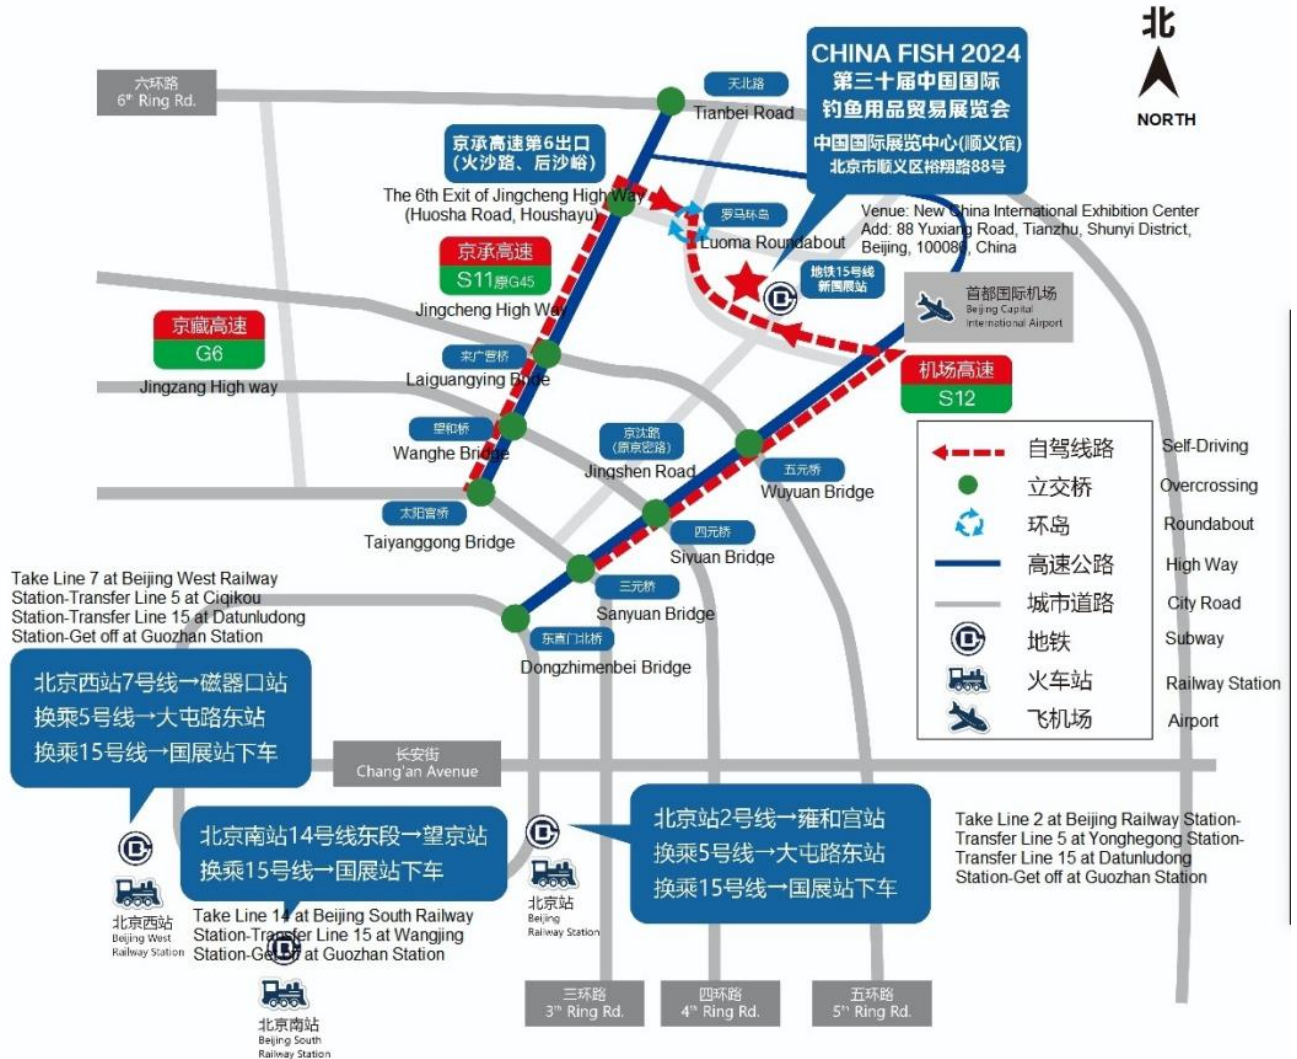 北
NORTH
CHINA FISH 2024
第三十届中国国际
钓鱼用品贸易展览会
中国国际展览中心(顺义馆)
北京市顺义区裕翔路88号
六环路
6th Ring Rd.
天北路
Tianbei Road
京承高速第6出口
(火沙路、后沙峪)
The 6th Exit of Jingcheng High Way
(Huosha Road, Houshayu)
罗马环岛
Luoma Roundabout
Venue: New China International Exhibition Center
Add: 88 Yuxiang Road, Tianzhu, Shunyi District,
Beijing, 100086, China
京承高速
S11原G45
Jingcheng High Way
地铁15号线
新国展站
首都国际机场
Beijing Capital
International Airport
京藏高速
G6
Jingzang High way
来广营桥
Laiguangying Bride
机场高速
S12
望和桥
Wanghe Bridge
京沈路
(原京密路)
Jingshen Road
五元桥
Wuyuan Bridge
太阳宫桥
Taiyanggong Bridge
四元桥
Siyuan Bridge
三元桥
Sanyuan Bridge
东直门北桥
Dongzhimenbei Bridge
自驾线路 Self-Driving
立交桥 Overcrossing
环岛 Roundabout
高速公路 High Way
城市道路 City Road
地铁 Subway
火车站 Railway Station
飞机场 Airport
Take Line 7 at Beijing West Railway
Station-Transfer Line 5 at Ciqikou
Station-Transfer Line 15 at Datunludong
Station-Get off at Guozhan Station
北京西站7号线→磁器口站
换乘5号线→大屯路东站
换乘15号线→国展站下车
长安街
Chang'an Avenue
北京南站14号线东段→望京站
换乘15号线→国展站下车
北京站2号线→雍和宫站
换乘5号线→大屯路东站
换乘15号线→国展站下车
Take Line 2 at Beijing Railway Station-
Transfer Line 5 at Yonghegong Station-
Transfer Line 15 at Datunludong
Station-Get off at Guozhan Station
北京西站
Beijing West
Railway Station
Take Line 14 at Beijing South Railway
Station-Transfer Line 15 at Wangjing
Station-Get off at Guozhan Station
北京站
Beijing
Railway Station
北京南站
Beijing South
Railway Station
三环路
3th Ring Rd.
四环路
4th Ring Rd.
五环路
5th Ring Rd.